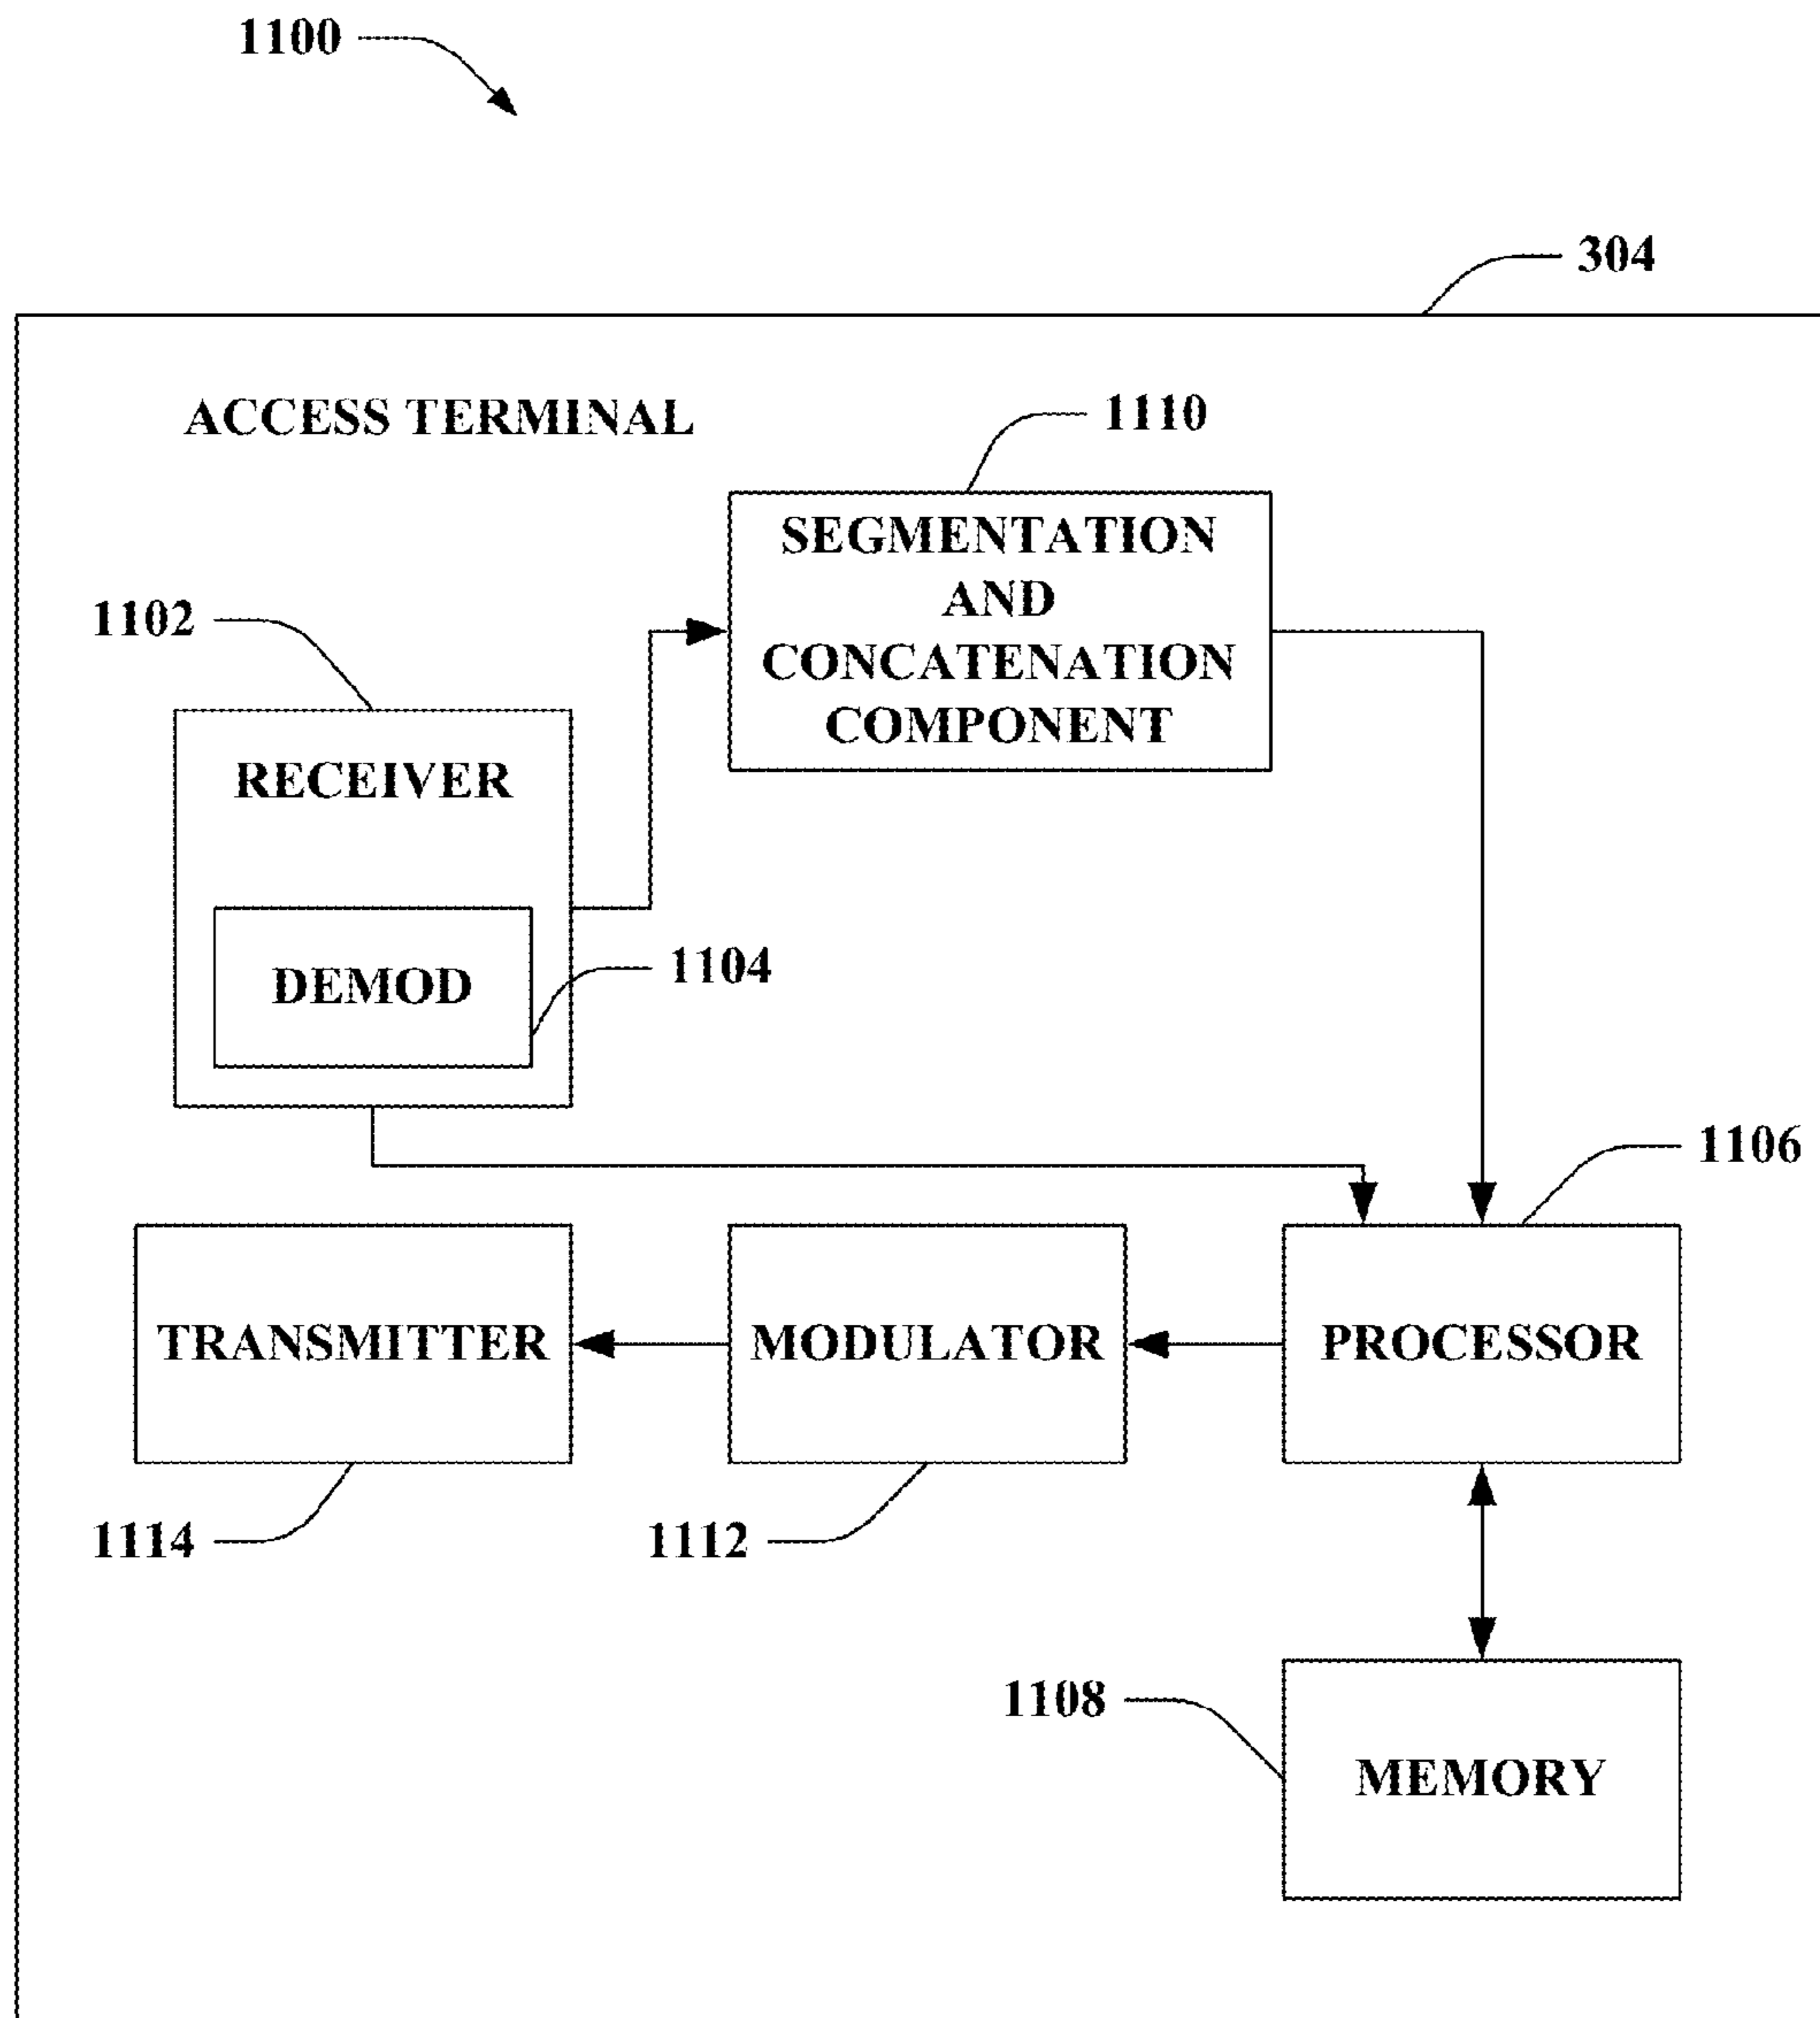 1100
304
ACCESS TERMINAL
1110
SEGMENTATION
AND
CONCATENATION
COMPONENT
1102
RECEIVER
1104
DEMOD
1106
TRANSMITTER
MODULATOR
PROCESSOR
1114
1112
1108
MEMORY